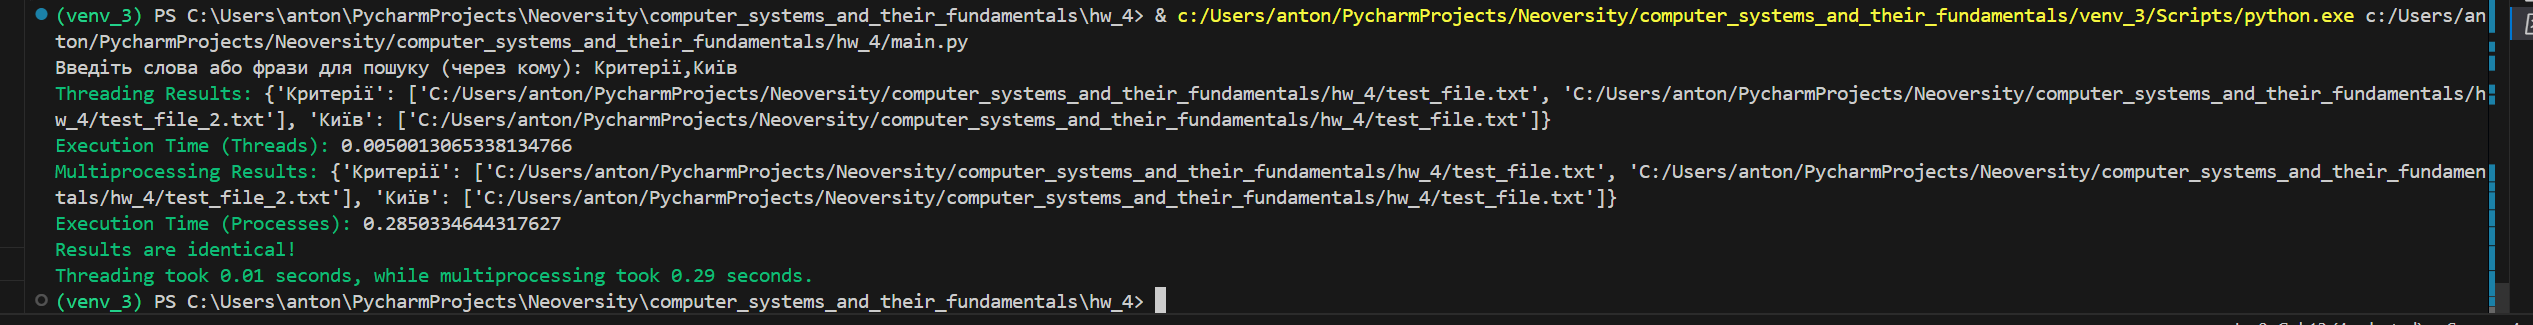 (venv_3) PS C:\Users\anton\PycharmProjects\Neoversity\computer_systems_and_their_fundamentals\hw_4> & c:/Users/anton/PycharmProjects/Neoversity/computer_systems_and_their_fundamentals/venv_3/Scripts/python.exe c:/Users/an
ton/PycharmProjects/Neoversity/computer_systems_and_their_fundamentals/hw_4/main.py
Введіть слова або фрази для пошуку (через кому): Критерії,Київ
Threading Results: {'Критерії': ['C:/Users/anton/PycharmProjects/Neoversity/computer_systems_and_their_fundamentals/hw_4/test_file.txt', 'C:/Users/anton/PycharmProjects/Neoversity/computer_systems_and_their_fundamentals/h
w_4/test_file_2.txt'], 'Київ': ['C:/Users/anton/PycharmProjects/Neoversity/computer_systems_and_their_fundamentals/hw_4/test_file.txt']}
Execution Time (Threads): 0.0050013065338134766
Multiprocessing Results: {'Критерії': ['C:/Users/anton/PycharmProjects/Neoversity/computer_systems_and_their_fundamentals/hw_4/test_file.txt', 'C:/Users/anton/PycharmProjects/Neoversity/computer_systems_and_their_fundamen
tals/hw_4/test_file_2.txt'], 'Київ': ['C:/Users/anton/PycharmProjects/Neoversity/computer_systems_and_their_fundamentals/hw_4/test_file.txt']}
Execution Time (Processes): 0.2850334644317627
Results are identical!
Threading took 0.01 seconds, while multiprocessing took 0.29 seconds.
(venv_3) PS C:\Users\anton\PycharmProjects\Neoversity\computer_systems_and_their_fundamentals\hw_4>